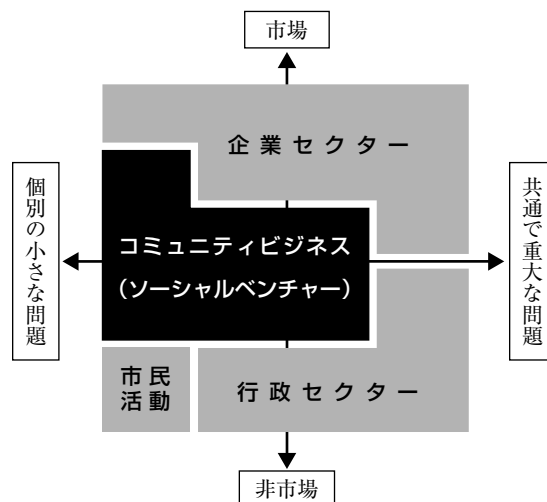 市場
企業セクター
個別の小さな問題
コミュニティビジネス
（ソーシャルベンチャー）
共通で重大な問題
市民
活動
行政セクター
非市場